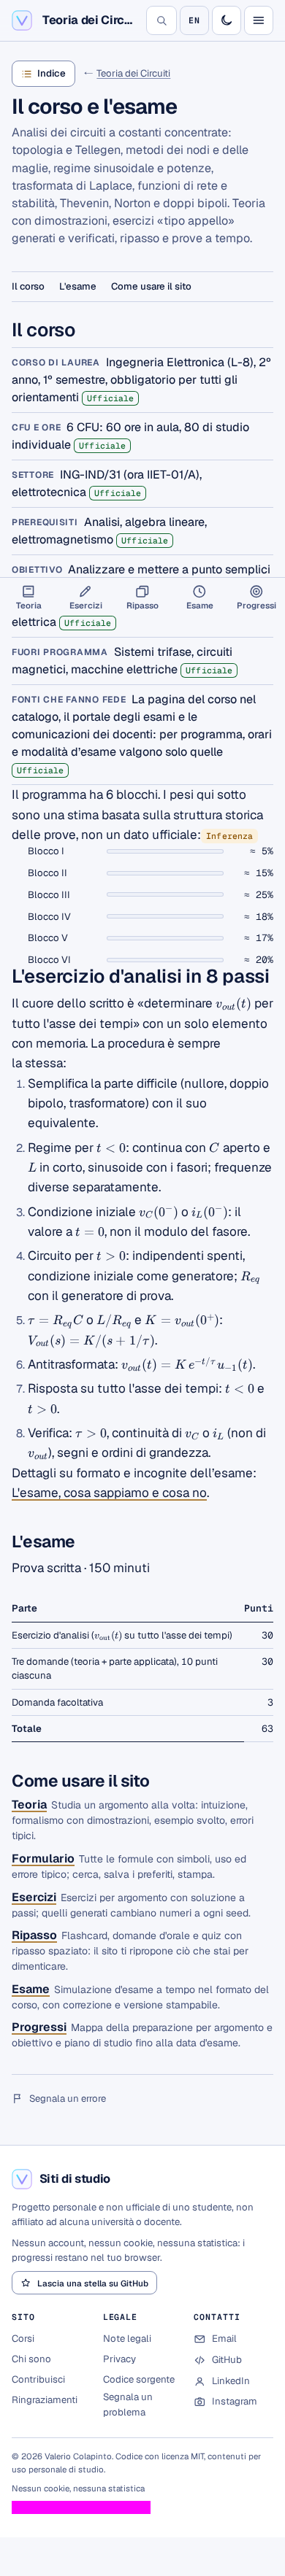 Teoria dei Circ...
EN
Indice
← Teoria dei Circuiti
Il corso e l'esame
Analisi dei circuiti a costanti concentrate:
topologia e Tellegen, metodi dei nodi e delle
maglie, regime sinusoidale e potenze,
trasformata di Laplace, funzioni di rete e
stabilità, Thevenin, Norton e doppi bipoli. Teoria
con dimostrazioni, esercizi «tipo appello»
generati e verificati, ripasso e prove a tempo.
Il corso L'esame Come usare il sito
Il corso
CORSO DI LAUREA Ingegneria Elettronica (L-8), 2°
anno, 1° semestre, obbligatorio per tutti gli
orientamenti Ufficiale
CFU E ORE 6 CFU: 60 ore in aula, 80 di studio
individuale Ufficiale
SETTORE ING-IND/31 (ora IIET-01/A),
elettrotecnica Ufficiale
PREREQUISITI Analisi, algebra lineare,
elettromagnetismo Ufficiale
OBIETTIVO Analizzare e mettere a punto semplici
Teoria Esercizi Ripasso Esame Progressi
elettrica Ufficiale
FUORI PROGRAMMA Sistemi trifase, circuiti
magnetici, macchine elettriche Ufficiale
FONTI CHE FANNO FEDE La pagina del corso nel
catalogo, il portale degli esami e le
comunicazioni dei docenti: per programma, orari
e modalità d'esame valgono solo quelle
Ufficiale
Il programma ha 6 blocchi. I pesi qui sotto
sono una stima basata sulla struttura storica
delle prove, non un dato ufficiale: Inferenza
Blocco I ≈ 5%
Blocco II ≈ 15%
Blocco III ≈ 25%
Blocco IV ≈ 18%
Blocco V ≈ 17%
Blocco VI ≈ 20%
L'esercizio d'analisi in 8 passi
Il cuore dello scritto è «determinare v_out(t) per
tutto l'asse dei tempi» con un solo elemento
con memoria. La procedura è sempre
la stessa:
1. Semplifica la parte difficile (nullore, doppio
bipolo, trasformatore) con il suo
equivalente.
2. Regime per t < 0: continua con C aperto e
L in corto, sinusoide con i fasori; frequenze
diverse separatamente.
3. Condizione iniziale v_C(0⁻) o i_L(0⁻): il
valore a t = 0, non il modulo del fasore.
4. Circuito per t > 0: indipendenti spenti,
condizione iniziale come generatore; R_eq
con il generatore di prova.
5. τ = R_eq C o L/R_eq e K = v_out(0⁺):
V_out(s) = K/(s + 1/τ).
6. Antitrasformata: v_out(t) = K e^{−t/τ} u₋₁(t).
7. Risposta su tutto l'asse dei tempi: t < 0 e
t > 0.
8. Verifica: τ > 0, continuità di v_C o i_L (non di
v_out), segni e ordini di grandezza.
Dettagli su formato e incognite dell'esame:
L'esame, cosa sappiamo e cosa no.
L'esame
Prova scritta · 150 minuti
Parte Punti
Esercizio d'analisi (v_out(t) su tutto l'asse dei tempi) 30
Tre domande (teoria + parte applicata), 10 punti 30
ciascuna
Domanda facoltativa 3
Totale 63
Come usare il sito
Teoria Studia un argomento alla volta: intuizione,
formalismo con dimostrazioni, esempio svolto, errori
tipici.
Formulario Tutte le formule con simboli, uso ed
errore tipico; cerca, salva i preferiti, stampa.
Esercizi Esercizi per argomento con soluzione a
passi; quelli generati cambiano numeri a ogni seed.
Ripasso Flashcard, domande d'orale e quiz con
ripasso spaziato: il sito ti ripropone ciò che stai per
dimenticare.
Esame Simulazione d'esame a tempo nel formato del
corso, con correzione e versione stampabile.
Progressi Mappa della preparazione per argomento e
obiettivo e piano di studio fino alla data d'esame.
Segnala un errore
Siti di studio
Progetto personale e non ufficiale di uno studente, non
affiliato ad alcuna università o docente.
Nessun account, nessun cookie, nessuna statistica: i
progressi restano nel tuo browser.
Lascia una stella su GitHub
SITO LEGALE CONTATTI
Corsi Note legali Email
Chi sono Privacy GitHub
Contribuisci Codice sorgente LinkedIn
Ringraziamenti Segnala un problema Instagram
© 2026 Valerio Colapinto. Codice con licenza MIT, contenuti per
uso personale di studio.
Nessun cookie, nessuna statistica